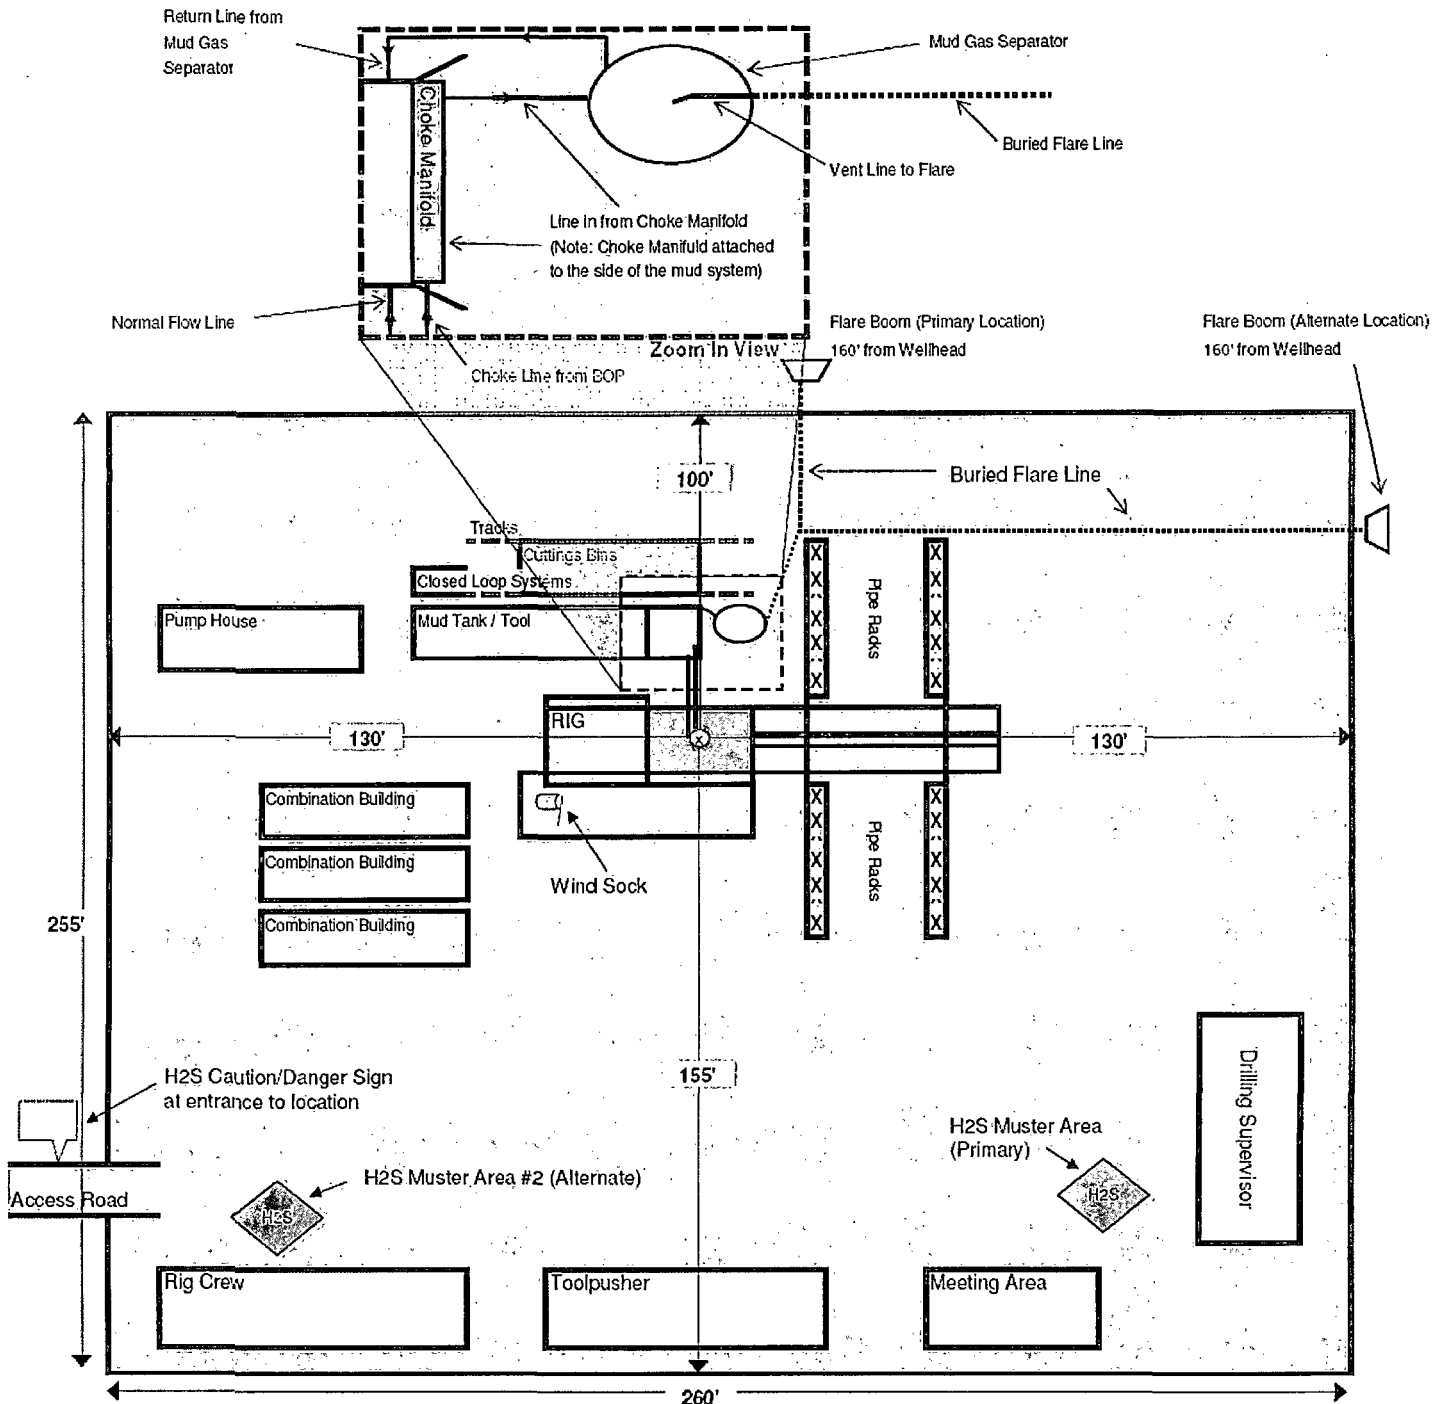 Return Line from
Mud Gas
Separator
Mud Gas Separator
Choke Manifold
Buried Flare Line
Vent Line to Flare
Line in from Choke Manifold
(Note: Choke Manifold attached
to the side of the mud system)
Normal Flow Line
Zoom In View
Choke Line from BOP
Flare Boom (Primary Location)
160' from Wellhead
Flare Boom (Alternate Location)
160' from Wellhead
100'
Buried Flare Line
Tracks
Cuttings Bins
Closed Loop Systems
Pump House
Mud Tank / Tool
X
X
X
X
X
Pipe Racks
X
X
X
X
X
RIG
130'
x
130'
Combination Building
Combination Building
Combination Building
Wind Sock
X
X
X
X
X
Pipe Racks
X
X
X
X
X
255'
155'
H2S Caution/Danger Sign
at entrance to location
Drilling Supervisor
H2S Muster Area
(Primary)
H2S
H2S Muster Area #2 (Alternate)
H2S
Access Road
Rig Crew
Toolpusher
Meeting Area
260'